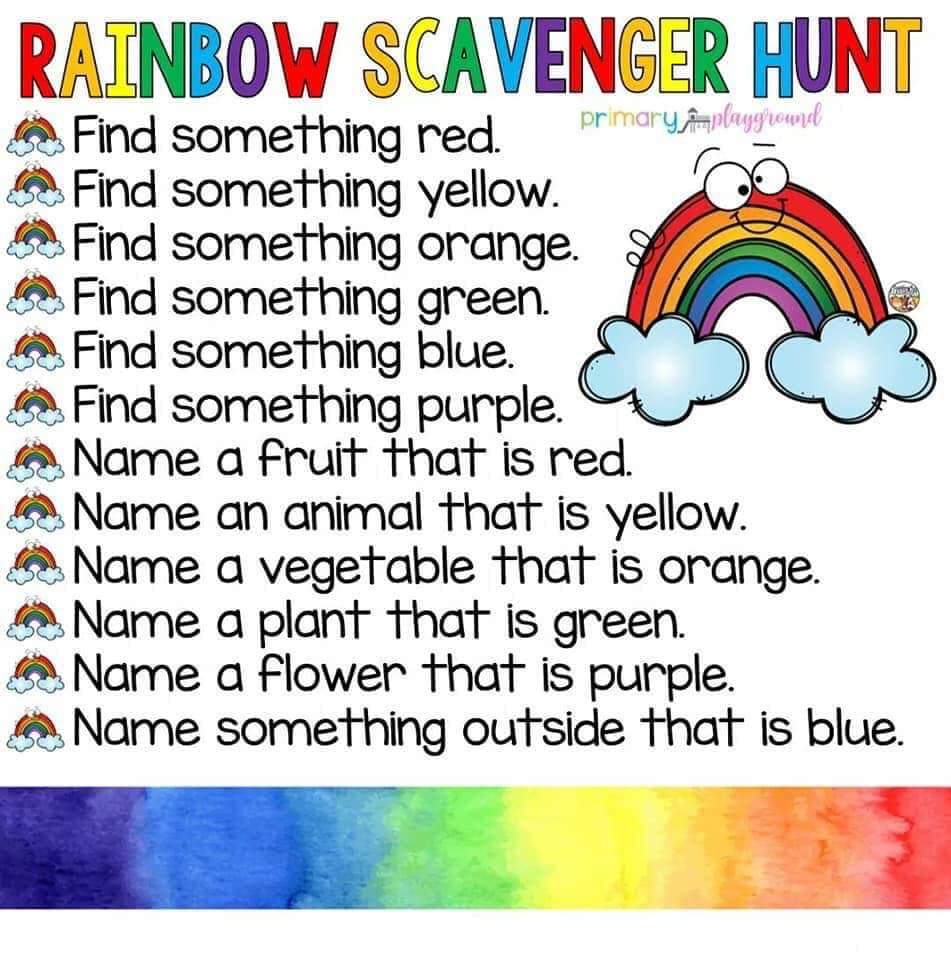 RAINBOW SCAVENGER HUNT
primary playground
Find something red.
Find something yellow.
Find something orange.
Find something green.
Find something blue.
Find something purple.
Name a fruit that is red.
Name an animal that is yellow.
Name a vegetable that is orange.
Name a plant that is green.
Name a flower that is purple.
Name something outside that is blue.